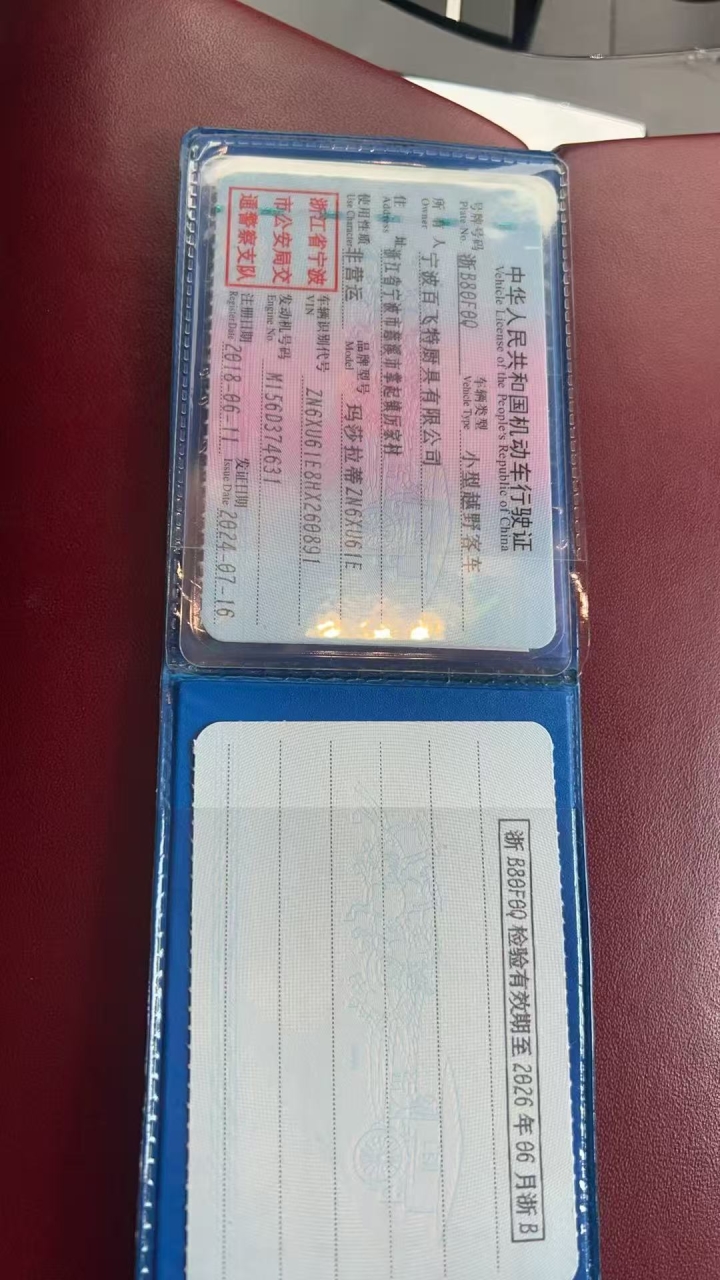 中华人民共和国机动车行驶证
Vehicle License of the People's Republic of China
号牌号码 浙B80F0Q 车辆类型 小型越野客车
Plate No. Vehicle Type
所有人 宁波百飞特厨具有限公司
Owner
住址 浙江省宁波市慈溪市掌起镇历家村
Address
使用性质 非营运 品牌型号 玛莎拉蒂ZN6XU61E
Use Character Model
浙江省宁波
市公安局交
通警察支队
车辆识别代号 ZN6XU61E8HX260891
VIN
发动机号码 M156D374631
Engine No.
注册日期 2018-06-11 发证日期 2024-07-16
Register Date Issue Date
浙B80F0Q检验有效期至2026年06月浙B